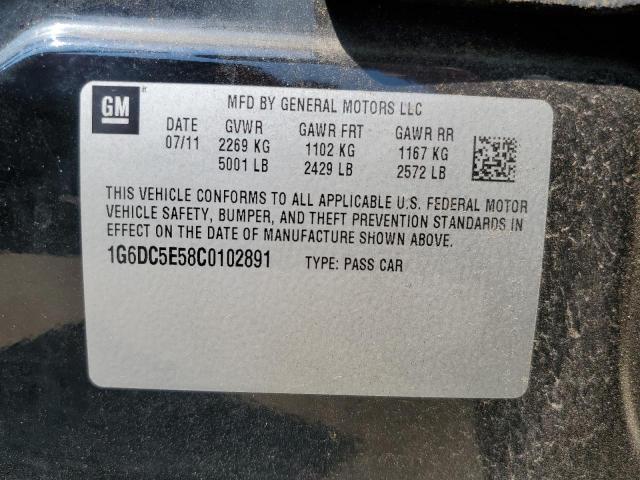 GM
MFD BY GENERAL MOTORS LLC
DATE GVWR GAWR FRT GAWR RR
07/11 2269 KG 1102 KG 1167 KG
5001 LB 2429 LB 2572 LB
THIS VEHICLE CONFORMS TO ALL APPLICABLE U.S. FEDERAL MOTOR
VEHICLE SAFETY, BUMPER, AND THEFT PREVENTION STANDARDS IN
EFFECT ON THE DATE OF MANUFACTURE SHOWN ABOVE.
1G6DC5E58C0102891 TYPE: PASS CAR